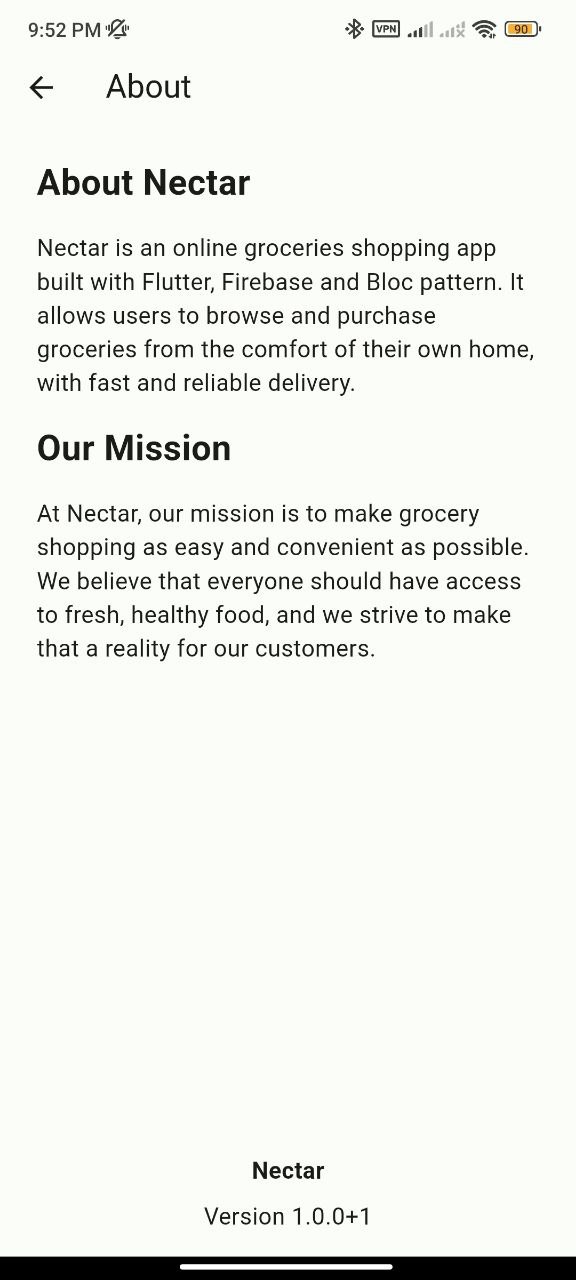 9:52 PM
VPN
90
About
About Nectar
Nectar is an online groceries shopping app
built with Flutter, Firebase and Bloc pattern. It
allows users to browse and purchase
groceries from the comfort of their own home,
with fast and reliable delivery.
Our Mission
At Nectar, our mission is to make grocery
shopping as easy and convenient as possible.
We believe that everyone should have access
to fresh, healthy food, and we strive to make
that a reality for our customers.
Nectar
Version 1.0.0+1